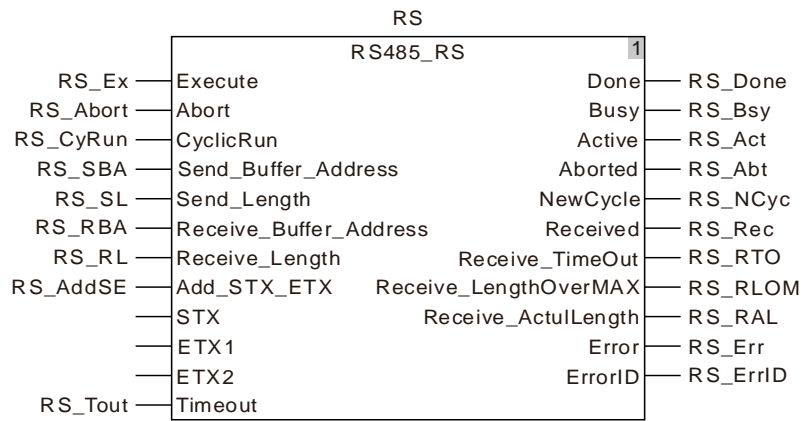 RS
RS485_RS 1
RS_Ex Execute Done RS_Done
RS_Abort Abort Busy RS_Bsy
RS_CyRun CyclicRun Active RS_Act
RS_SBA Send_Buffer_Address Aborted RS_Abt
RS_SL Send_Length NewCycle RS_NCyc
RS_RBA Receive_Buffer_Address Received RS_Rec
RS_RL Receive_Length Receive_TimeOut RS_RTO
RS_AddSE Add_STX_ETX Receive_LengthOverMAX RS_RLOM
STX Receive_ActulLength RS_RAL
ETX1 Error RS_Err
ETX2 ErrorID RS_ErrID
RS_Tout Timeout